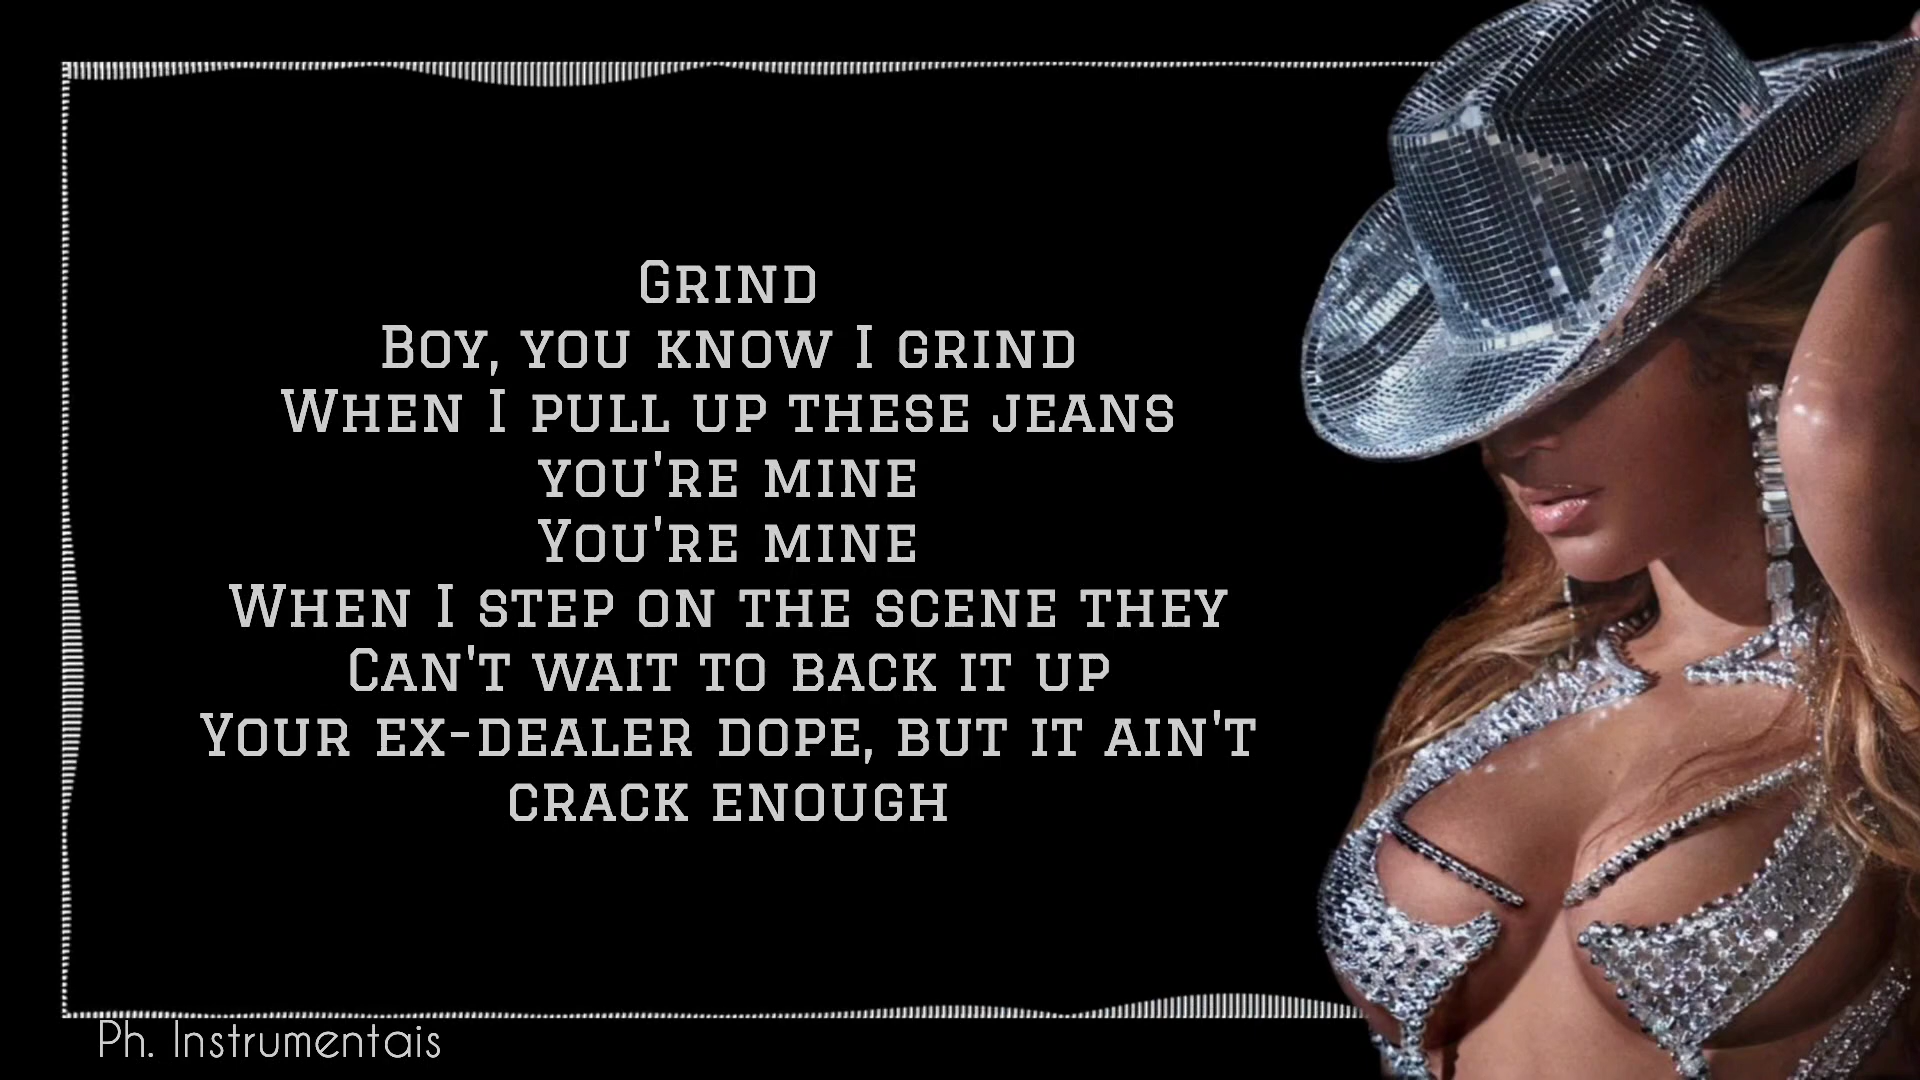 Grind
Boy, you know I grind
When I pull up these jeans
you're mine
You're mine
When I step on the scene they
Can't wait to back it up
Your ex-dealer dope, but it ain't
crack enough
Ph. Instrumentais